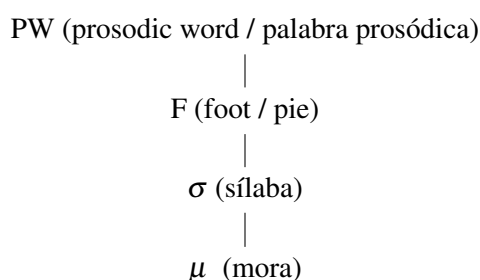 PW (prosodic word / palabra prosódica)
F (foot / pie)
σ (sílaba)
μ (mora)